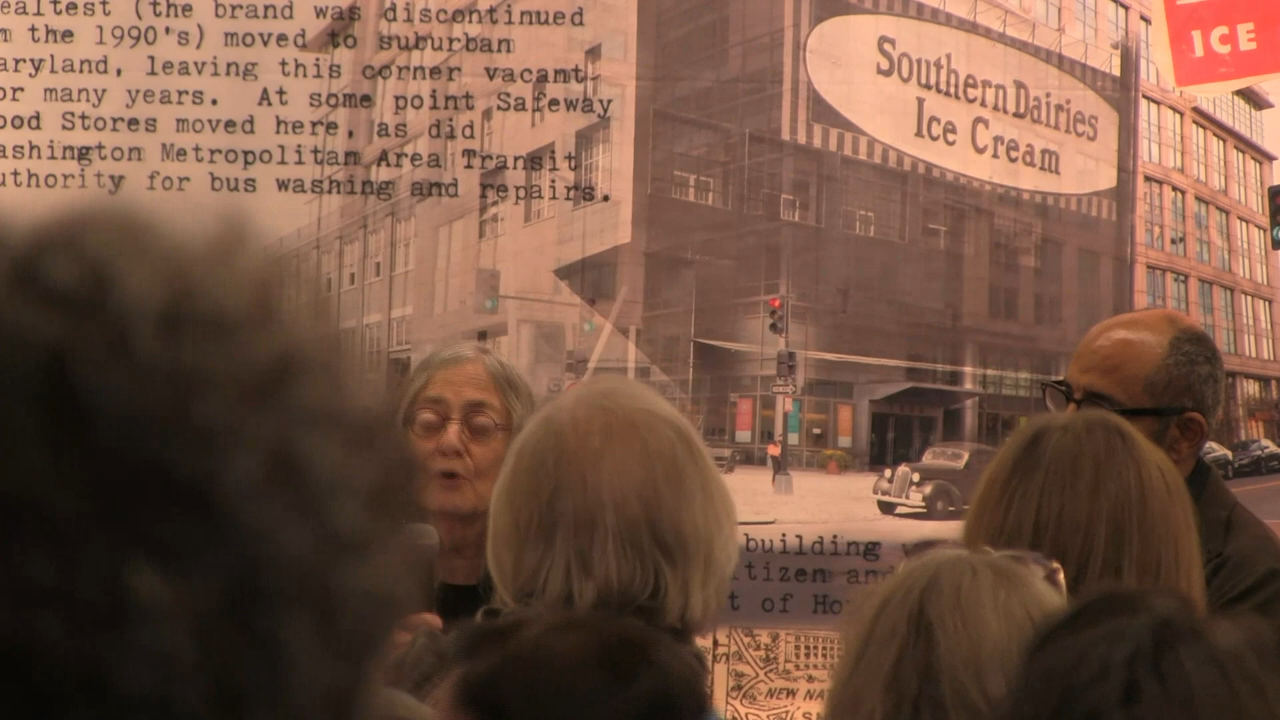 ealtest (the brand was discontinued
n the 1990's) moved to suburban
aryland, leaving this corner vacant
or many years. At some point Safeway
ood Stores moved here, as did
ashington Metropolitan Area Transit
uthority for bus washing and repairs.
Southern Dairies
Ice Cream
ICE
building
tizen and
t of Ho
NEW NA